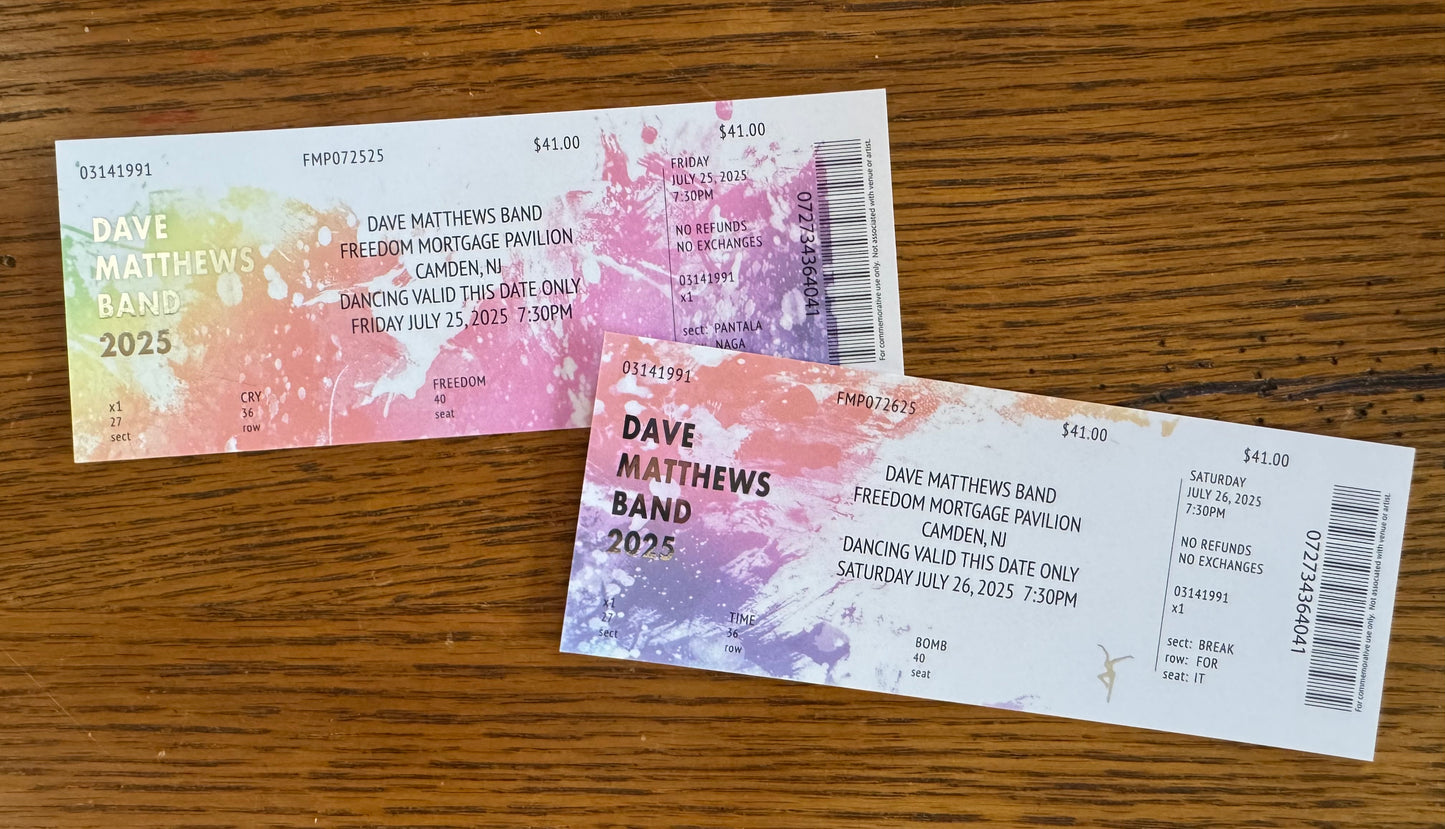 03141991
FMP072525
$41.00
$41.00
DAVE
MATTHEWS
BAND
2025
DAVE MATTHEWS BAND
FREEDOM MORTGAGE PAVILION
CAMDEN, NJ
DANCING VALID THIS DATE ONLY
FRIDAY JULY 25, 2025 7:30PM
x1
27
sect
CRY
36
row
FREEDOM
40
seat
FRIDAY
JULY 25, 2025
7:30PM
NO REFUNDS
NO EXCHANGES
03141991
x1
sect: PANTALA
NAGA
072734364041
For commemorative use only. Not associated with venue or artist.
03141991
FMP072625
$41.00
$41.00
DAVE
MATTHEWS
BAND
2025
DAVE MATTHEWS BAND
FREEDOM MORTGAGE PAVILION
CAMDEN, NJ
DANCING VALID THIS DATE ONLY
SATURDAY JULY 26, 2025 7:30PM
x1
27
sect
TIME
36
row
BOMB
40
seat
SATURDAY
JULY 26, 2025
7:30PM
NO REFUNDS
NO EXCHANGES
03141991
x1
sect: BREAK
row: FOR
seat: IT
072734364041
For commemorative use only. Not associated with venue or artist.